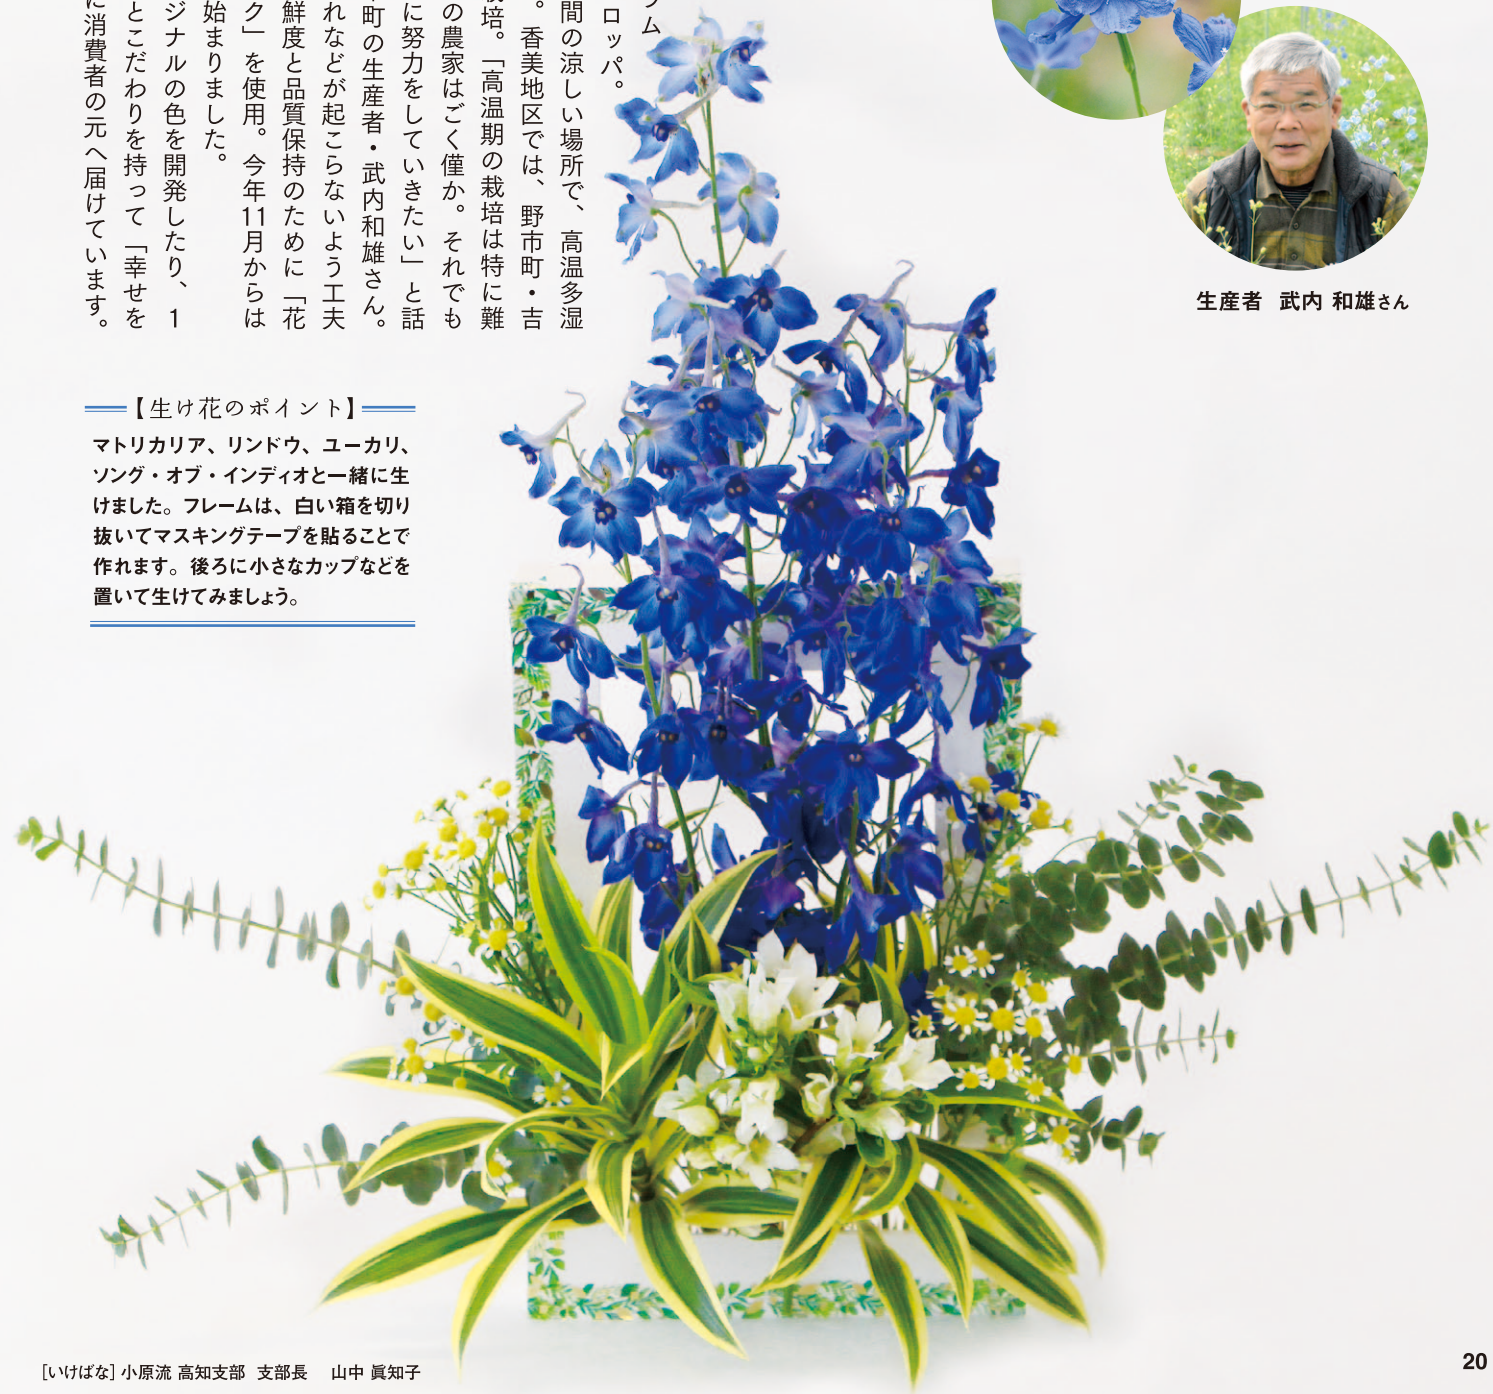 ラム
ロッパ。
間の涼しい場所で、高温多湿
。香美地区では、野市町・吉
栽培。「高温期の栽培は特に難
の農家はごく僅か。それでも
に努力をしていきたい」と話
町の生産者・武内和雄さん。
れなどが起こらないよう工夫
鮮度と品質保持のために「花
ク」を使用。今年11月からは
始まりました。
ジナルの色を開発したり、1
とこだわりを持って「幸せを
に消費者の元へ届けています。
生産者 武内 和雄さん
【生け花のポイント】
マトリカリア、リンドウ、ユーカリ、
ソング・オブ・インディオと一緒に生
けました。フレームは、白い箱を切り
抜いてマスキングテープを貼ることで
作れます。後ろに小さなカップなどを
置いて生けてみましょう。
[いけばな] 小原流 高知支部 支部長 山中 眞知子
20